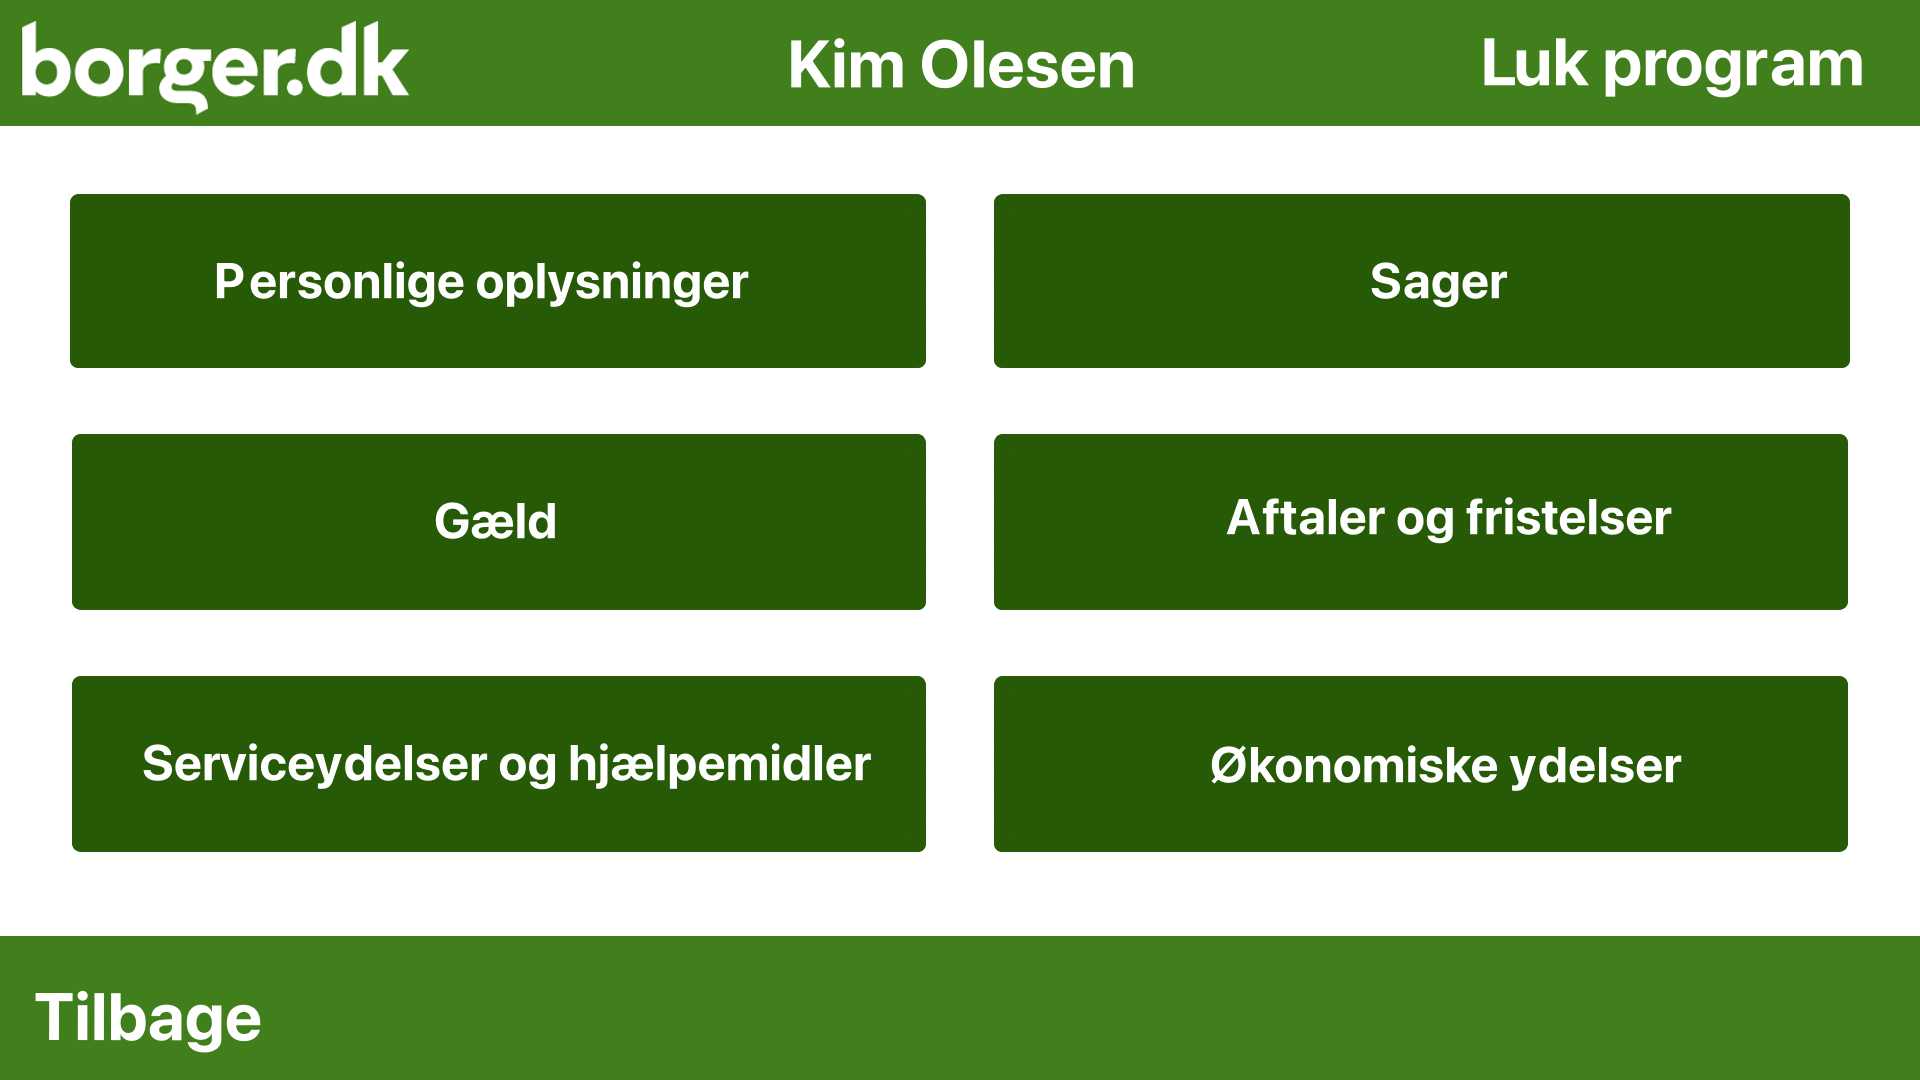 borger.dk
Kim Olesen
Luk program
Personlige oplysninger
Sager
Gæld
Aftaler og fristelser
Serviceydelser og hjælpemidler
Økonomiske ydelser
Tilbage